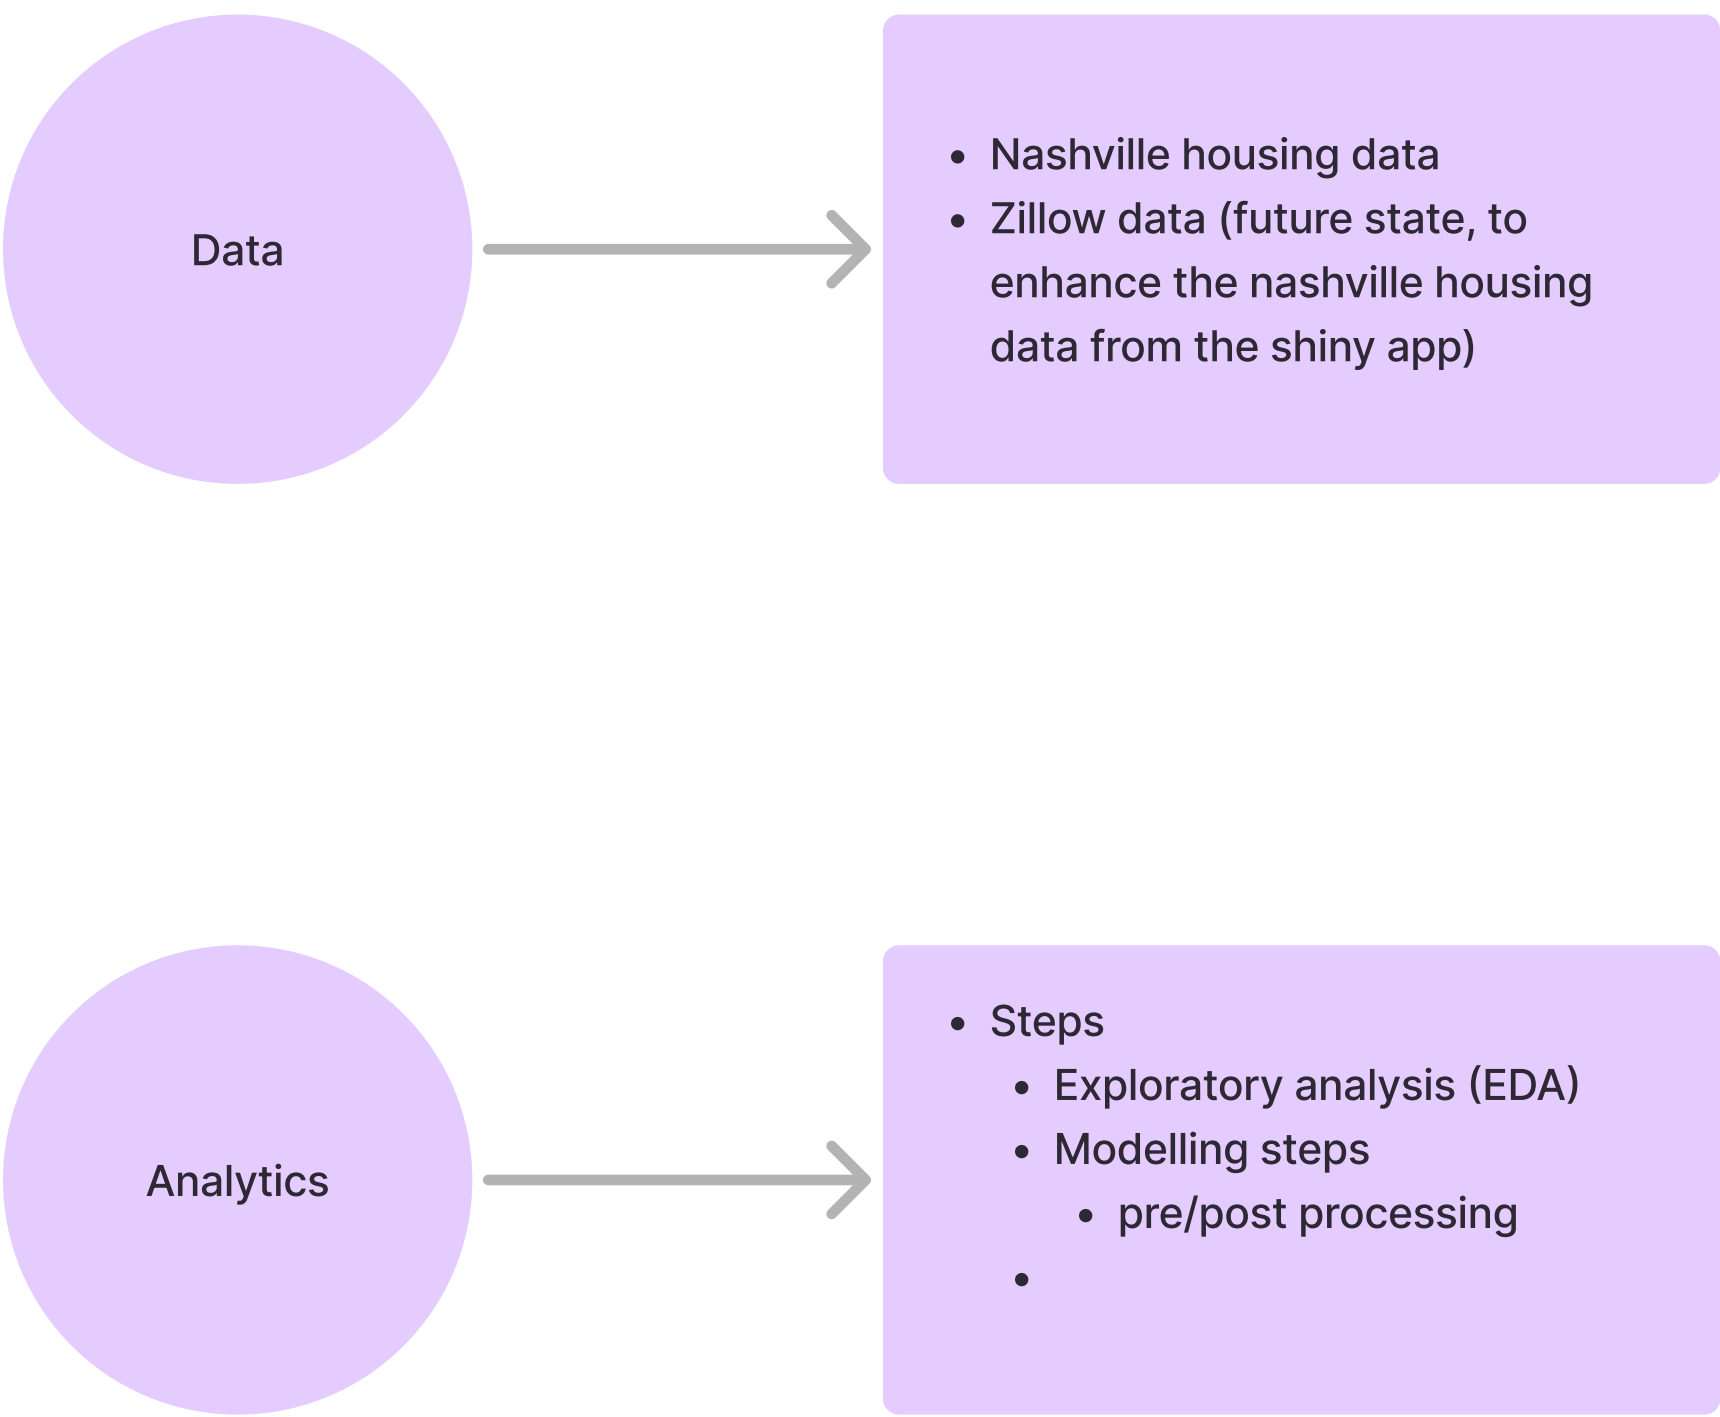 Data
• Nashville housing data
• Zillow data (future state, to
enhance the nashville housing
data from the shiny app)
Analytics
• Steps
• Exploratory analysis (EDA)
• Modelling steps
• pre/post processing
•